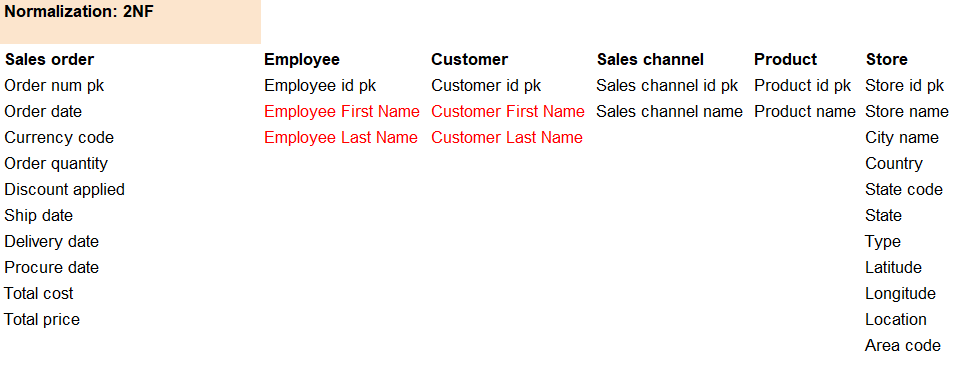 Normalization: 2NF
Sales order Employee Customer Sales channel Product Store
Order num pk Employee id pk Customer id pk Sales channel id pk Product id pk Store id pk
Order date Employee First Name Customer First Name Sales channel name Product name Store name
Currency code Employee Last Name Customer Last Name City name
Order quantity Country
Discount applied State code
Ship date State
Delivery date Type
Procure date Latitude
Total cost Longitude
Total price Location
Area code